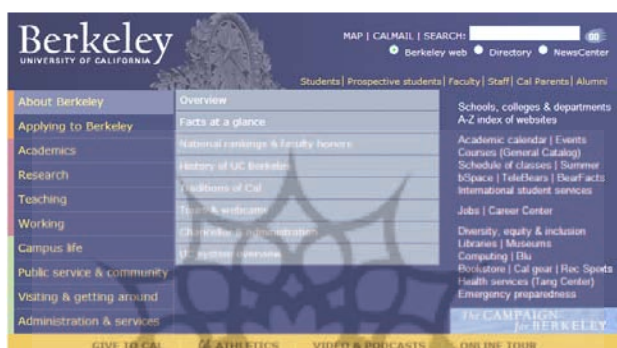 Berkeley
UNIVERSITY OF CALIFORNIA
MAP | CALMAIL | SEARCH:
Berkeley web Directory NewsCenter
Students | Prospective students | Faculty | Staff | Cal Parents | Alumni
About Berkeley
Applying to Berkeley
Academics
Research
Teaching
Working
Campus life
Public service & community
Visiting & getting around
Administration & services
Overview
Facts at a glance
National rankings & faculty honors
History of UC Berkeley
Traditions of Cal
Tours & webcams
Chancellor & administration
UC system overview
Schools, colleges & departments
A-Z index of websites
Academic calendar | Events
Courses (General Catalog)
Schedule of classes | Summer
bSpace | TeleBears | BearFacts
International student services
Jobs | Career Center
Diversity, equity & inclusion
Libraries | Museums
Computing | Blu
Bookstore | Cal gear | Rec Sports
Health services (Tang Center)
Emergency preparedness
The CAMPAIGN
for BERKELEY
GIVE TO CAL ATHLETICS VIDEO & PODCASTS ONLINE TOUR